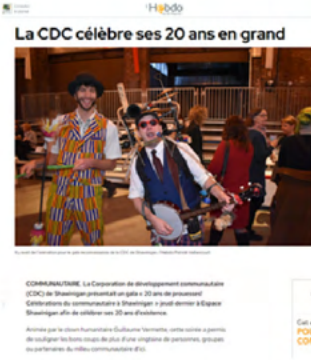 L'Hebdo
La CDC célèbre ses 20 ans en grand
COMMUNAUTAIRE. La Corporation de développement communautaire
(CDC) de Shawinigan présentait un gala « 20 ans de prouesses!
Célébrations du communautaire à Shawinigan » jeudi dernier à Espace
Shawinigan afin de célébrer ses 20 ans d'existence.
Animée par le clown humanitaire Guillaume Vermette, cette soirée a permis
de souligner les bons coups de plus d'une vingtaine de personnes, groupes
ou partenaires du milieu communautaire d'ici.